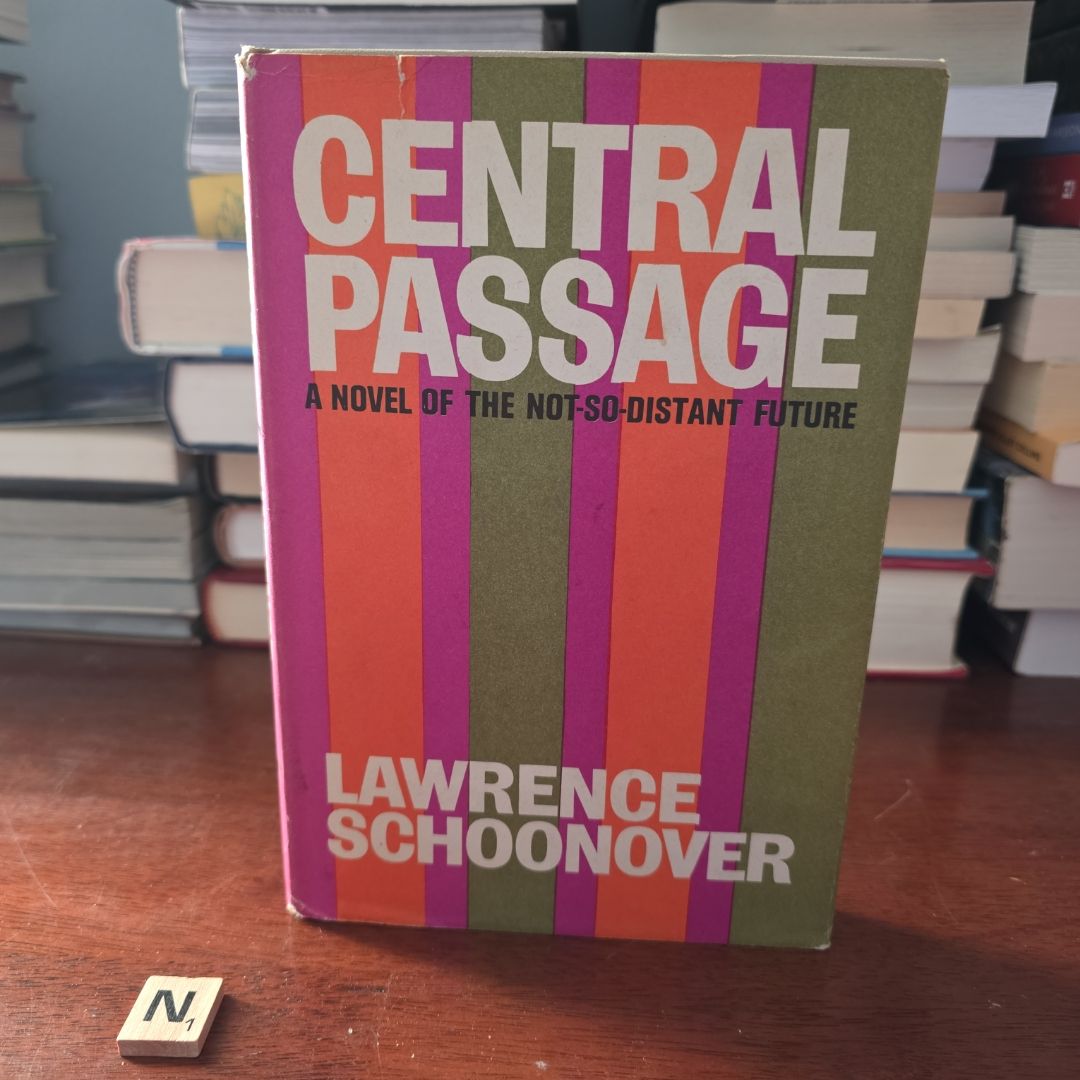 CENTRAL
PASSAGE
A NOVEL OF THE NOT-SO-DISTANT FUTURE
LAWRENCE
SCHOONOVER
N1